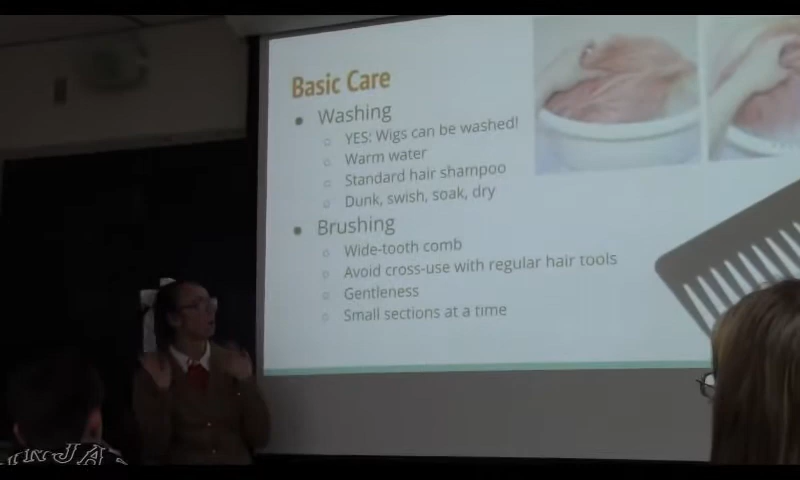 Basic Care
● Washing
○ YES: Wigs can be washed!
○ Warm water
○ Standard hair shampoo
○ Dunk, swish, soak, dry
● Brushing
○ Wide-tooth comb
○ Avoid cross-use with regular hair tools
○ Gentleness
○ Small sections at a time
NINJA